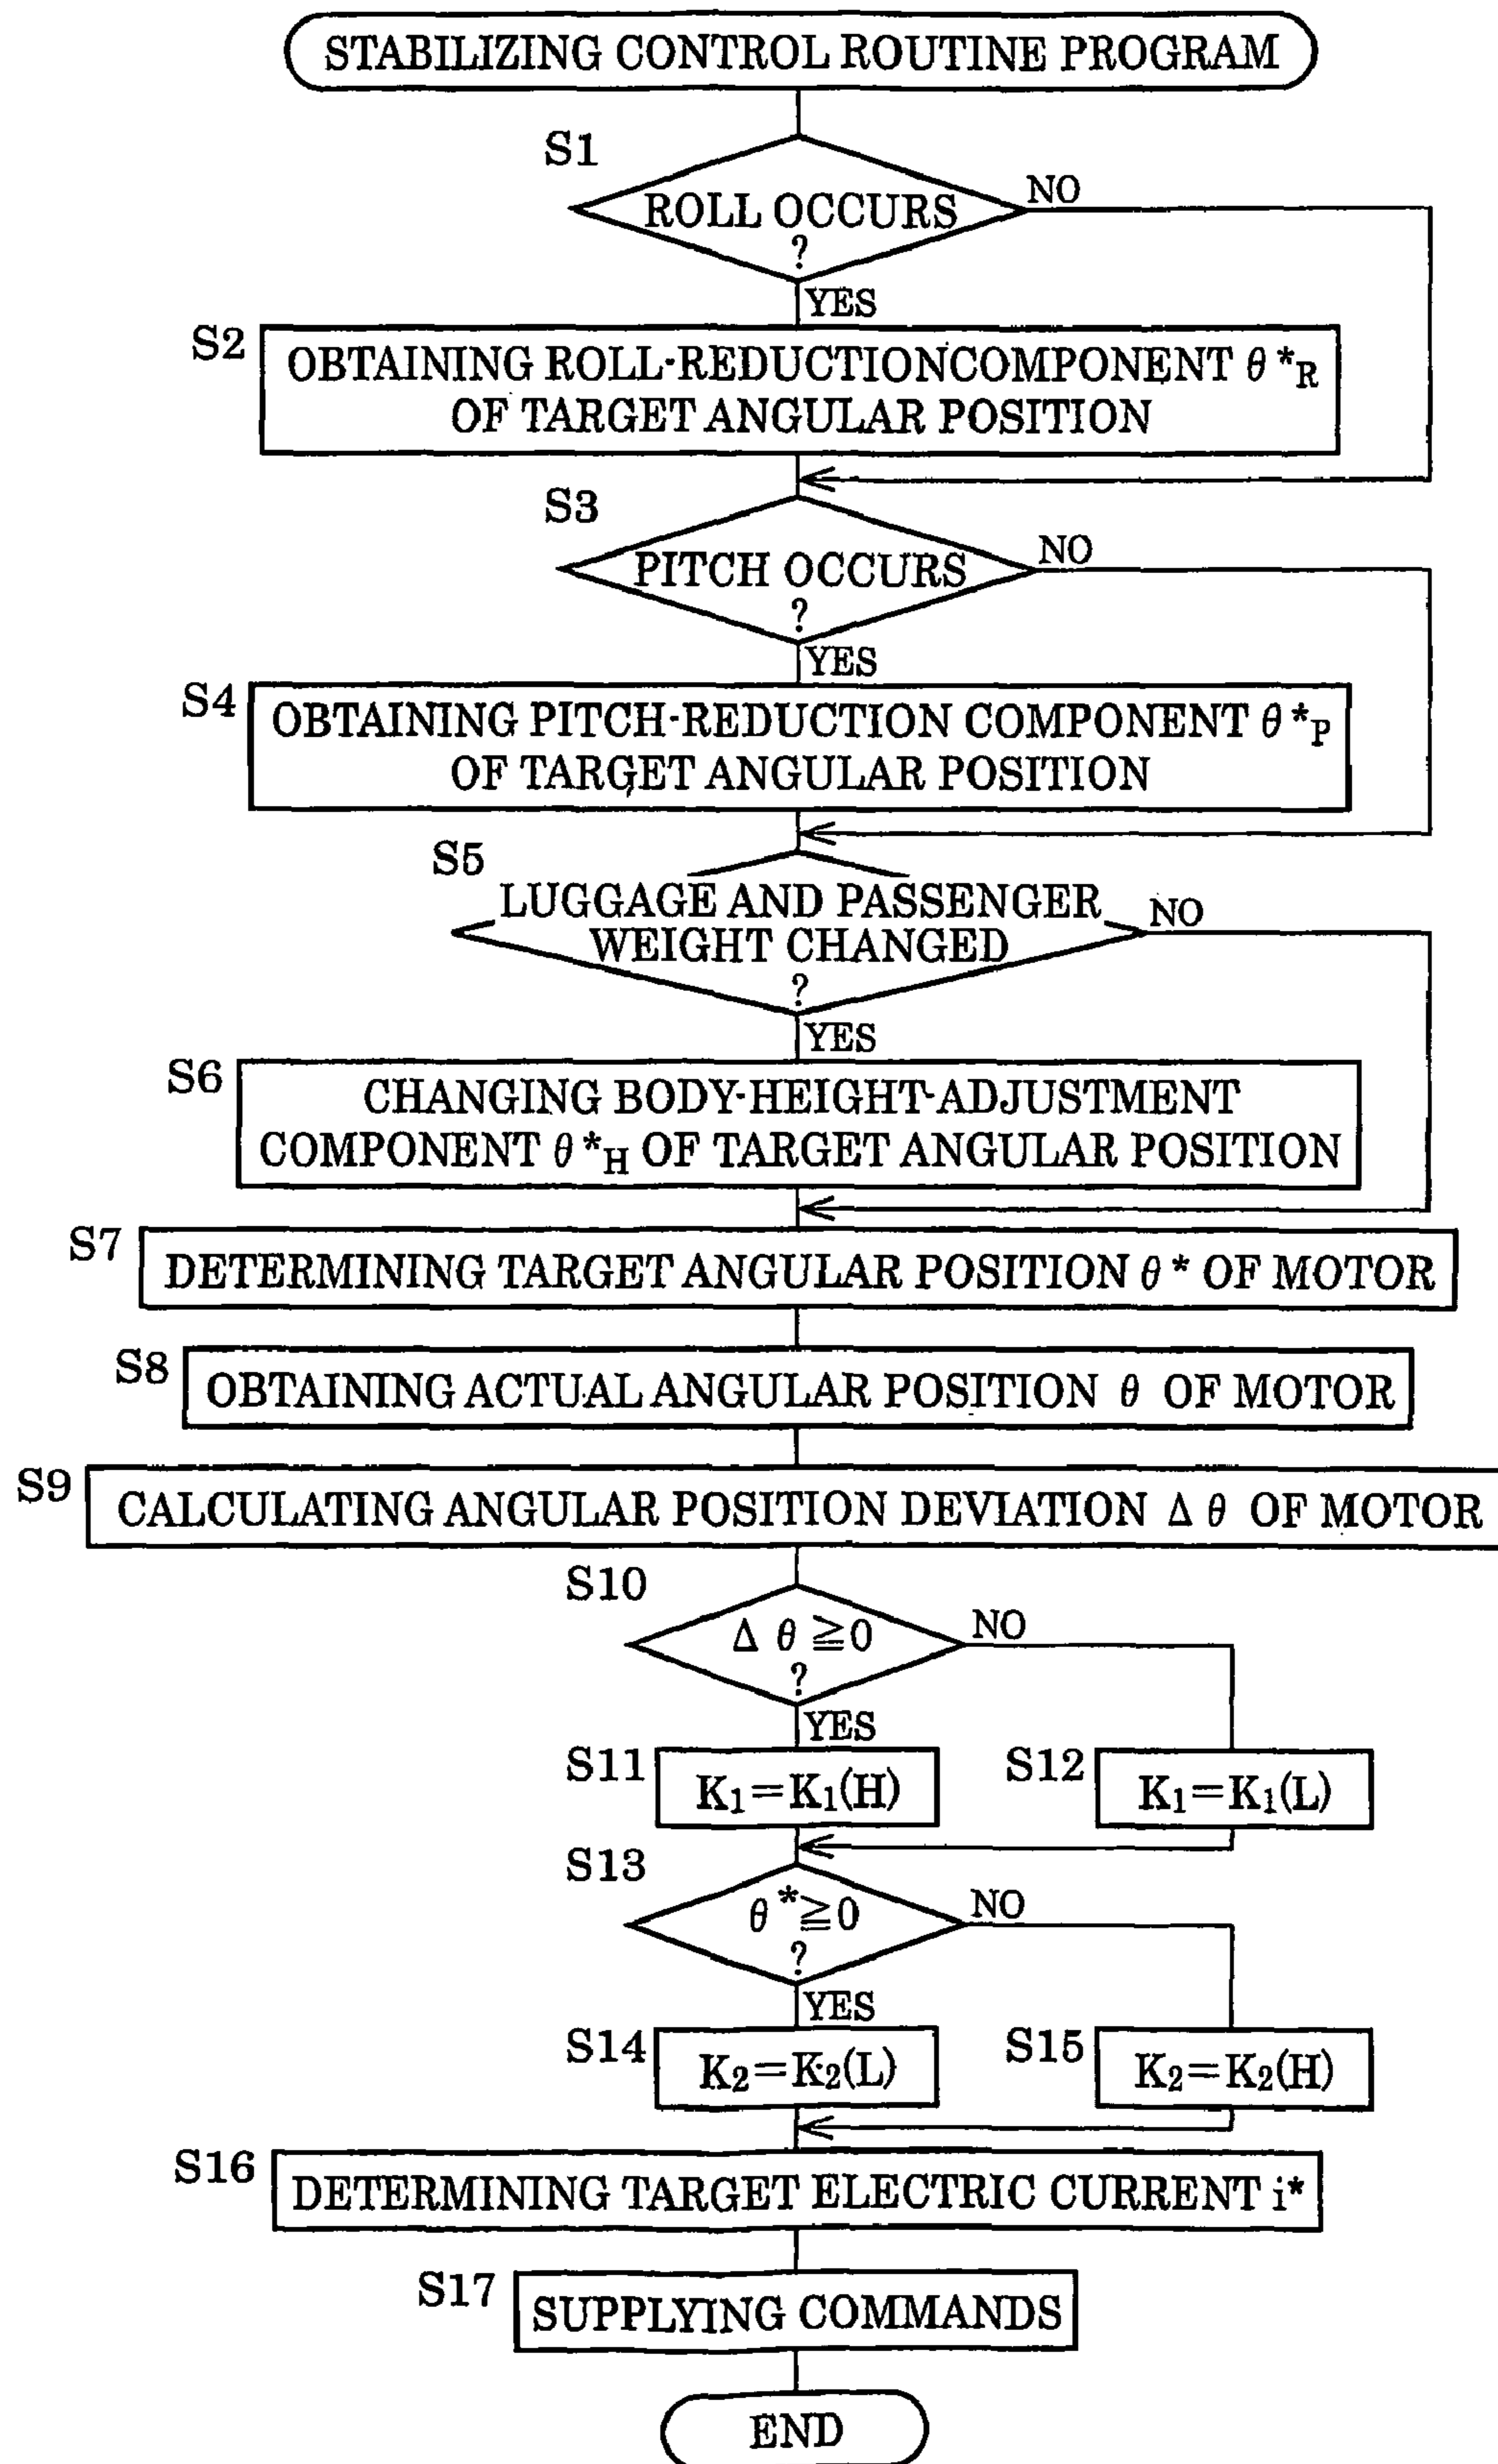 STABILIZING CONTROL ROUTINE PROGRAM
S1
ROLL OCCURS
?
NO
YES
S2
OBTAINING ROLL-REDUCTIONCOMPONENT θ*R
OF TARGET ANGULAR POSITION
S3
PITCH OCCURS
?
NO
YES
S4
OBTAINING PITCH-REDUCTION COMPONENT θ*P
OF TARGET ANGULAR POSITION
S5
LUGGAGE AND PASSENGER
WEIGHT CHANGED
?
NO
YES
S6
CHANGING BODY-HEIGHT-ADJUSTMENT
COMPONENT θ*H OF TARGET ANGULAR POSITION
S7
DETERMINING TARGET ANGULAR POSITION θ* OF MOTOR
S8
OBTAINING ACTUAL ANGULAR POSITION θ OF MOTOR
S9
CALCULATING ANGULAR POSITION DEVIATION Δθ OF MOTOR
S10
Δ θ ≧0
?
NO
YES
S11
K1=K1(H)
S12
K1=K1(L)
S13
θ*≧0
?
NO
YES
S14
K2=K2(L)
S15
K2=K2(H)
S16
DETERMINING TARGET ELECTRIC CURRENT i*
S17
SUPPLYING COMMANDS
END